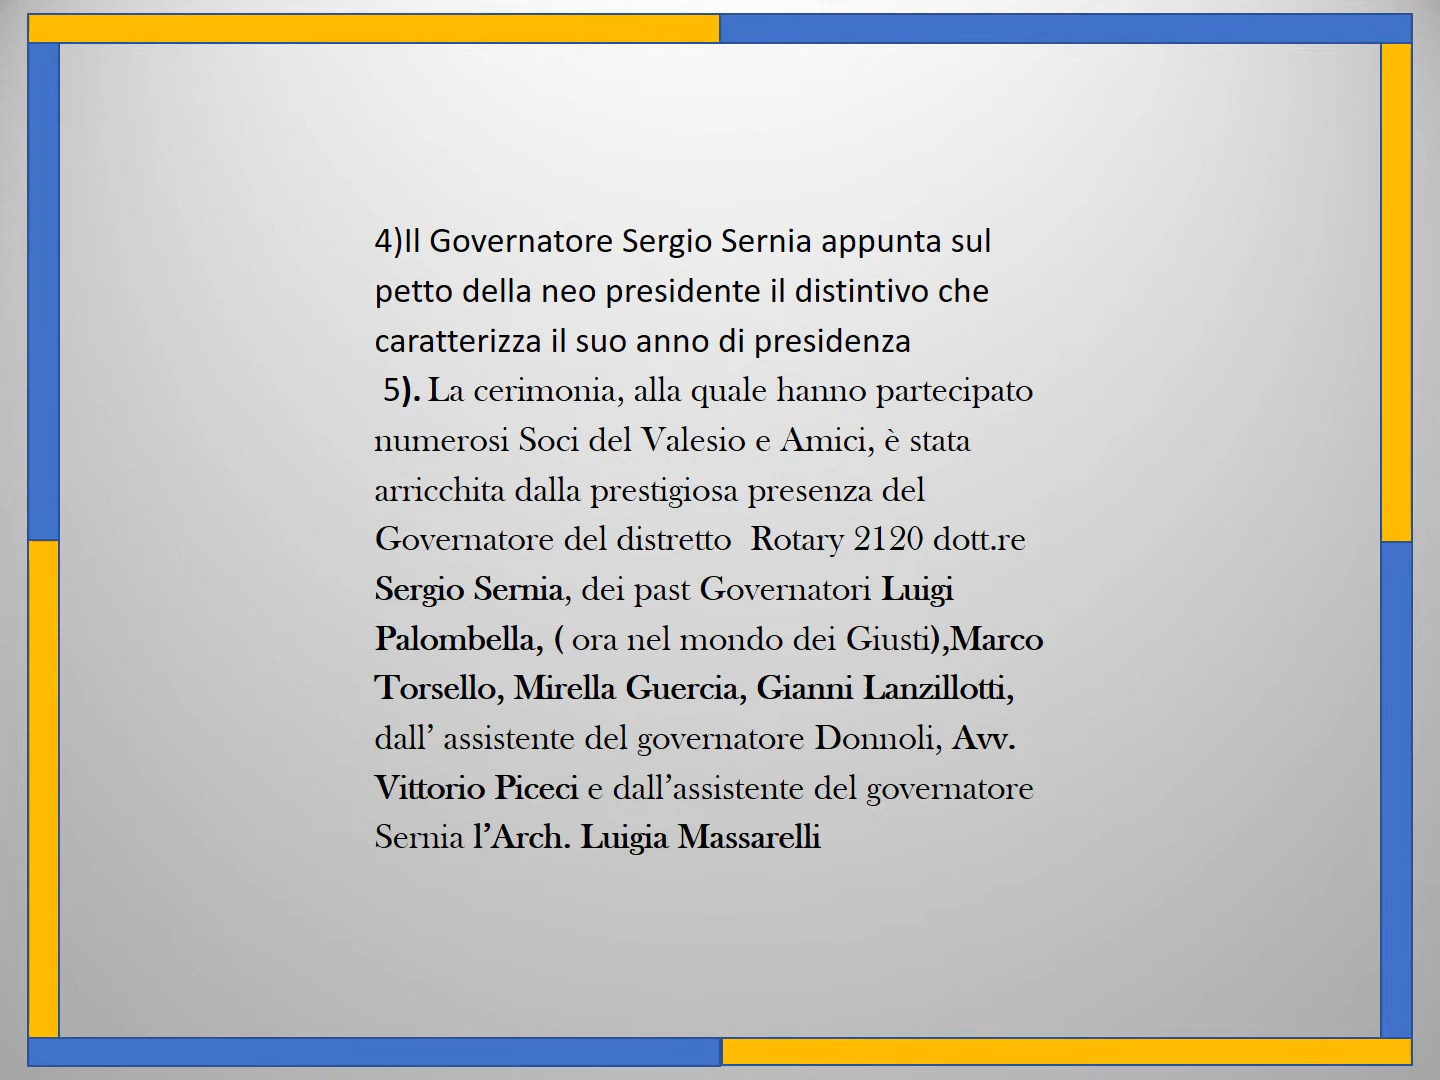 4)Il Governatore Sergio Sernia appunta sul
petto della neo presidente il distintivo che
caratterizza il suo anno di presidenza
5). La cerimonia, alla quale hanno partecipato
numerosi Soci del Valesio e Amici, è stata
arricchita dalla prestigiosa presenza del
Governatore del distretto  Rotary 2120 dott.re
Sergio Sernia, dei past Governatori Luigi
Palombella, ( ora nel mondo dei Giusti),Marco
Torsello, Mirella Guercia, Gianni Lanzillotti,
dall’ assistente del governatore Donnoli, Avv.
Vittorio Piceci e dall’assistente del governatore
Sernia l’Arch. Luigia Massarelli